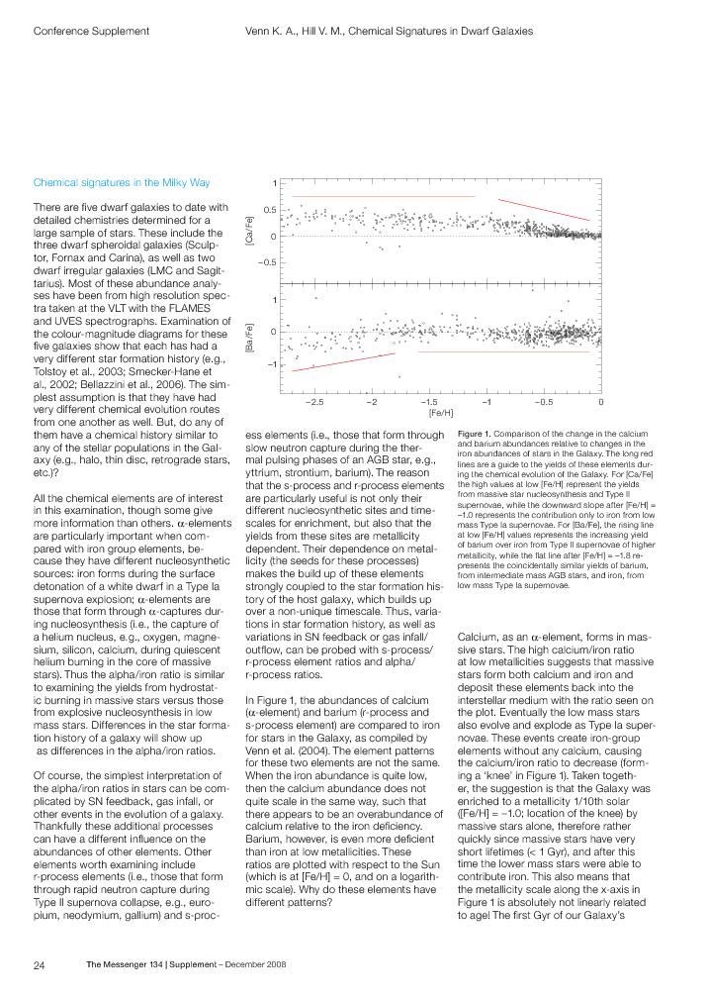 Conference Supplement
Venn K. A., Hill V. M., Chemical Signatures in Dwarf Galaxies
Chemical signatures in the Milky Way
There are five dwarf galaxies to date with
detailed chemistries determined for a
large sample of stars. These include the
three dwarf spheroidal galaxies (Sculp-
tor, Fornax and Carina), as well as two
dwarf irregular galaxies (LMC and Sagit-
tarius). Most of these abundance analy-
ses have been from high resolution spec-
tra taken at the VLT with the FLAMES
and UVES spectrographs. Examination of
the colour-magnitude diagrams for these
five galaxies show that each has had a
very different star formation history (e.g.,
Tolstoy et al., 2003; Smecker-Hane et
al., 2002; Bellazzini et al., 2006). The sim-
plest assumption is that they have had
very different chemical evolution routes
from one another as well. But, do any of
them have a chemical history similar to
any of the stellar populations in the Gal-
axy (e.g., halo, thin disc, retrograde stars,
etc.)?
All the chemical elements are of interest
in this examination, though some give
more information than others. α-elements
are particularly important when com-
pared with iron group elements, be-
cause they have different nucleosynthetic
sources: iron forms during the surface
detonation of a white dwarf in a Type Ia
supernova explosion; α-elements are
those that form through α-captures dur-
ing nucleosynthesis (i.e., the capture of
a helium nucleus, e.g., oxygen, magne-
sium, silicon, calcium, during quiescent
helium burning in the core of massive
stars). Thus the alpha/iron ratio is similar
to examining the yields from hydrostat-
ic burning in massive stars versus those
from explosive nucleosynthesis in low
mass stars. Differences in the star forma-
tion history of a galaxy will show up
as differences in the alpha/iron ratios.
Of course, the simplest interpretation of
the alpha/iron ratios in stars can be com-
plicated by SN feedback, gas infall, or
other events in the evolution of a galaxy.
Thankfully these additional processes
can have a different influence on the
abundances of other elements. Other
elements worth examining include
r-process elements (i.e., those that form
through rapid neutron capture during
Type II supernova collapse, e.g., euro-
pium, neodymium, gallium) and s-proc-
1
0.5
0
−0.5
[Ca/Fe]
1
0
−1
[Ba/Fe]
−2.5 −2 −1.5 −1 −0.5 0
[Fe/H]
ess elements (i.e., those that form through
slow neutron capture during the ther-
mal pulsing phases of an AGB star, e.g.,
yttrium, strontium, barium). The reason
that the s-process and r-process elements
are particularly useful is not only their
different nucleosynthetic sites and time-
scales for enrichment, but also that the
yields from these sites are metallicity
dependent. Their dependence on metal-
licity (the seeds for these processes)
makes the build up of these elements
strongly coupled to the star formation his-
tory of the host galaxy, which builds up
over a non-unique timescale. Thus, varia-
tions in star formation history, as well as
variations in SN feedback or gas infall/
outflow, can be probed with s-process/
r-process element ratios and alpha/
r-process ratios.
In Figure 1, the abundances of calcium
(α-element) and barium (r-process and
s-process element) are compared to iron
for stars in the Galaxy, as compiled by
Venn et al. (2004). The element patterns
for these two elements are not the same.
When the iron abundance is quite low,
then the calcium abundance does not
quite scale in the same way, such that
there appears to be an overabundance of
calcium relative to the iron deficiency.
Barium, however, is even more deficient
than iron at low metallicities. These
ratios are plotted with respect to the Sun
(which is at [Fe/H] = 0, and on a logarith-
mic scale). Why do these elements have
different patterns?
Figure 1. Comparison of the change in the calcium
and barium abundances relative to changes in the
iron abundances of stars in the Galaxy. The long red
lines are a guide to the yields of these elements dur-
ing the chemical evolution of the Galaxy. For [Ca/Fe]
the high values at low [Fe/H] represent the yields
from massive star nucleosynthesis and Type II
supernovae, while the downward slope after [Fe/H] =
−1.0 represents the contribution only to iron from low
mass Type Ia supernovae. For [Ba/Fe], the rising line
at low [Fe/H] values represents the increasing yield
of barium over iron from Type II supernovae of higher
metallicity, while the flat line after [Fe/H] = −1.8 re-
presents the coincidentally similar yields of barium,
from intermediate mass AGB stars, and iron, from
low mass Type Ia supernovae.
Calcium, as an α-element, forms in mas-
sive stars. The high calcium/iron ratio
at low metallicities suggests that massive
stars form both calcium and iron and
deposit these elements back into the
interstellar medium with the ratio seen on
the plot. Eventually the low mass stars
also evolve and explode as Type Ia super-
novae. These events create iron-group
elements without any calcium, causing
the calcium/iron ratio to decrease (form-
ing a ‘knee’ in Figure 1). Taken togeth-
er, the suggestion is that the Galaxy was
enriched to a metallicity 1/10th solar
([Fe/H] = −1.0; location of the knee) by
massive stars alone, therefore rather
quickly since massive stars have very
short lifetimes (< 1 Gyr), and after this
time the lower mass stars were able to
contribute iron. This also means that
the metallicity scale along the x-axis in
Figure 1 is absolutely not linearly related
to age! The first Gyr of our Galaxy’s
24
The Messenger 134 | Supplement – December 2008